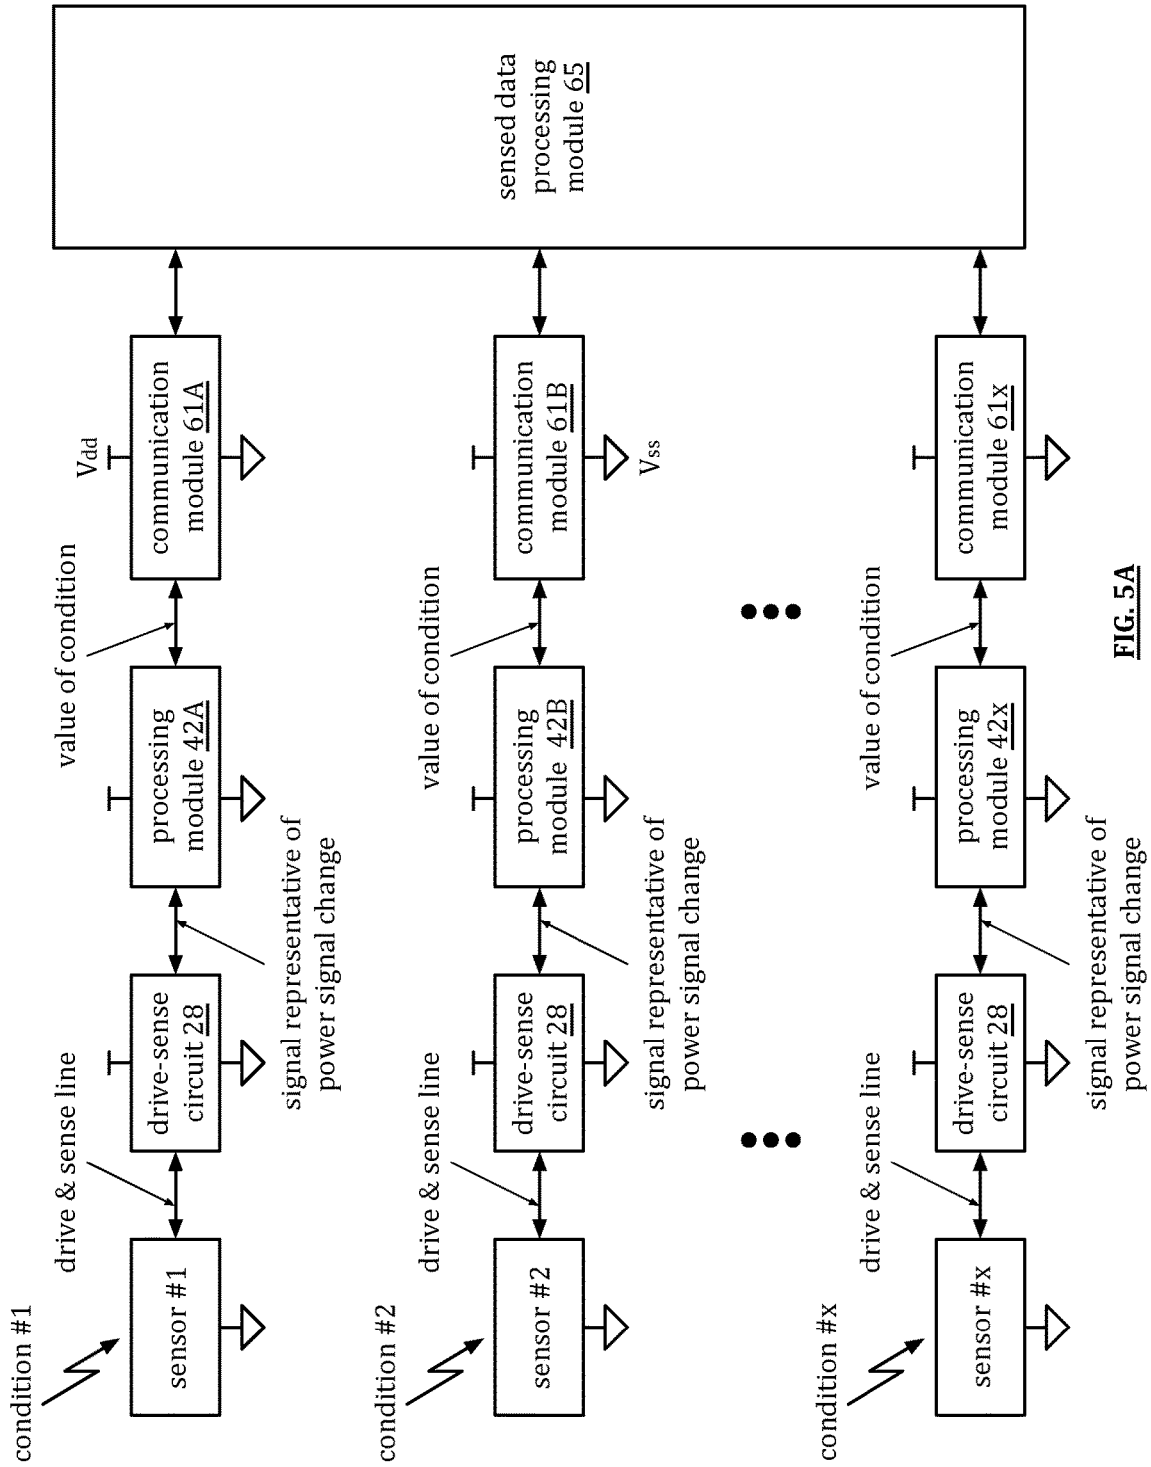 condition #1
drive & sense line
value of condition
Vdd
sensor #1
drive-sense
circuit 28
processing
module 42A
communication
module 61A
signal representative of
power signal change
sensed data
processing
module 65
condition #2
drive & sense line
value of condition
sensor #2
drive-sense
circuit 28
processing
module 42B
communication
module 61B
signal representative of
power signal change
Vss
condition #x
drive & sense line
value of condition
sensor #x
drive-sense
circuit 28
processing
module 42x
communication
module 61x
signal representative of
power signal change
FIG. 5A